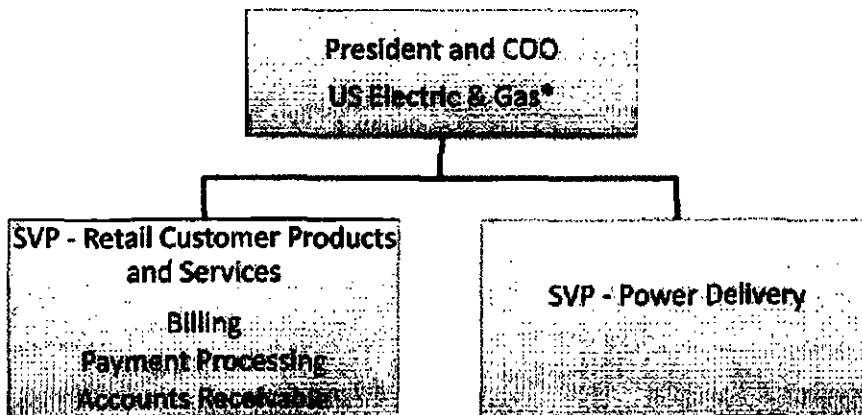 President and COO
US Electric & Gas*
SVP - Retail Customer Products
and Services
Billing
Payment Processing
Accounts Receivable
SVP - Power Delivery